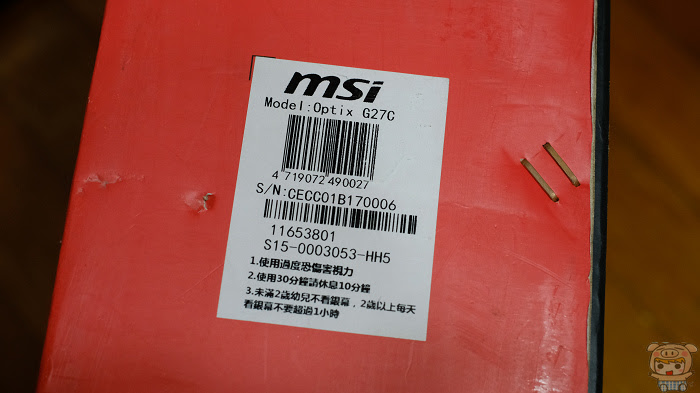 msi
Model:Optix G27C
4 719072 490027
S/N:CECC01B170006
11653801
S15-0003053-HH5
1.使用過度恐傷害視力
2.使用30分鐘請休息10分鐘
3.未滿2歲幼兒不看銀幕，2歲以上每天
看銀幕不要超過1小時